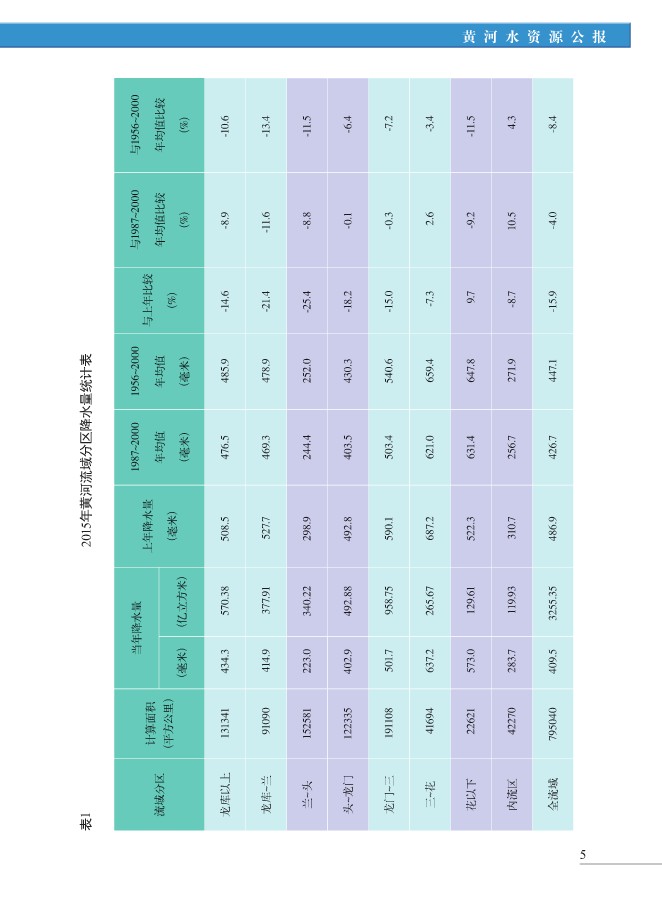 黄河水资源公报
表1
2015年黄河流域分区降水量统计表
流域分区 计算面积（平方公里） 当年降水量 （毫米） （亿立方米） 上年降水量（毫米） 1987~2000年均值（毫米） 1956~2000年均值（毫米） 与上年比较（%） 与1987~2000年均值比较（%） 与1956~2000年均值比较（%）
龙库以上 131341 434.3 570.38 508.5 476.5 485.9 -14.6 -8.9 -10.6
龙库~兰 91090 414.9 377.91 527.7 469.3 478.9 -21.4 -11.6 -13.4
兰~头 152581 223.0 340.22 298.9 244.4 252.0 -25.4 -8.8 -11.5
头~龙门 122335 402.9 492.88 492.8 403.5 430.3 -18.2 -0.1 -6.4
龙门~三 191108 501.7 958.75 590.1 503.4 540.6 -15.0 -0.3 -7.2
三~花 41694 637.2 265.67 687.2 621.0 659.4 -7.3 2.6 -3.4
花以下 22621 573.0 129.61 522.3 631.4 647.8 9.7 -9.2 -11.5
内流区 42270 283.7 119.93 310.7 256.7 271.9 -8.7 10.5 4.3
全流域 795040 409.5 3255.35 486.9 426.7 447.1 -15.9 -4.0 -8.4
5